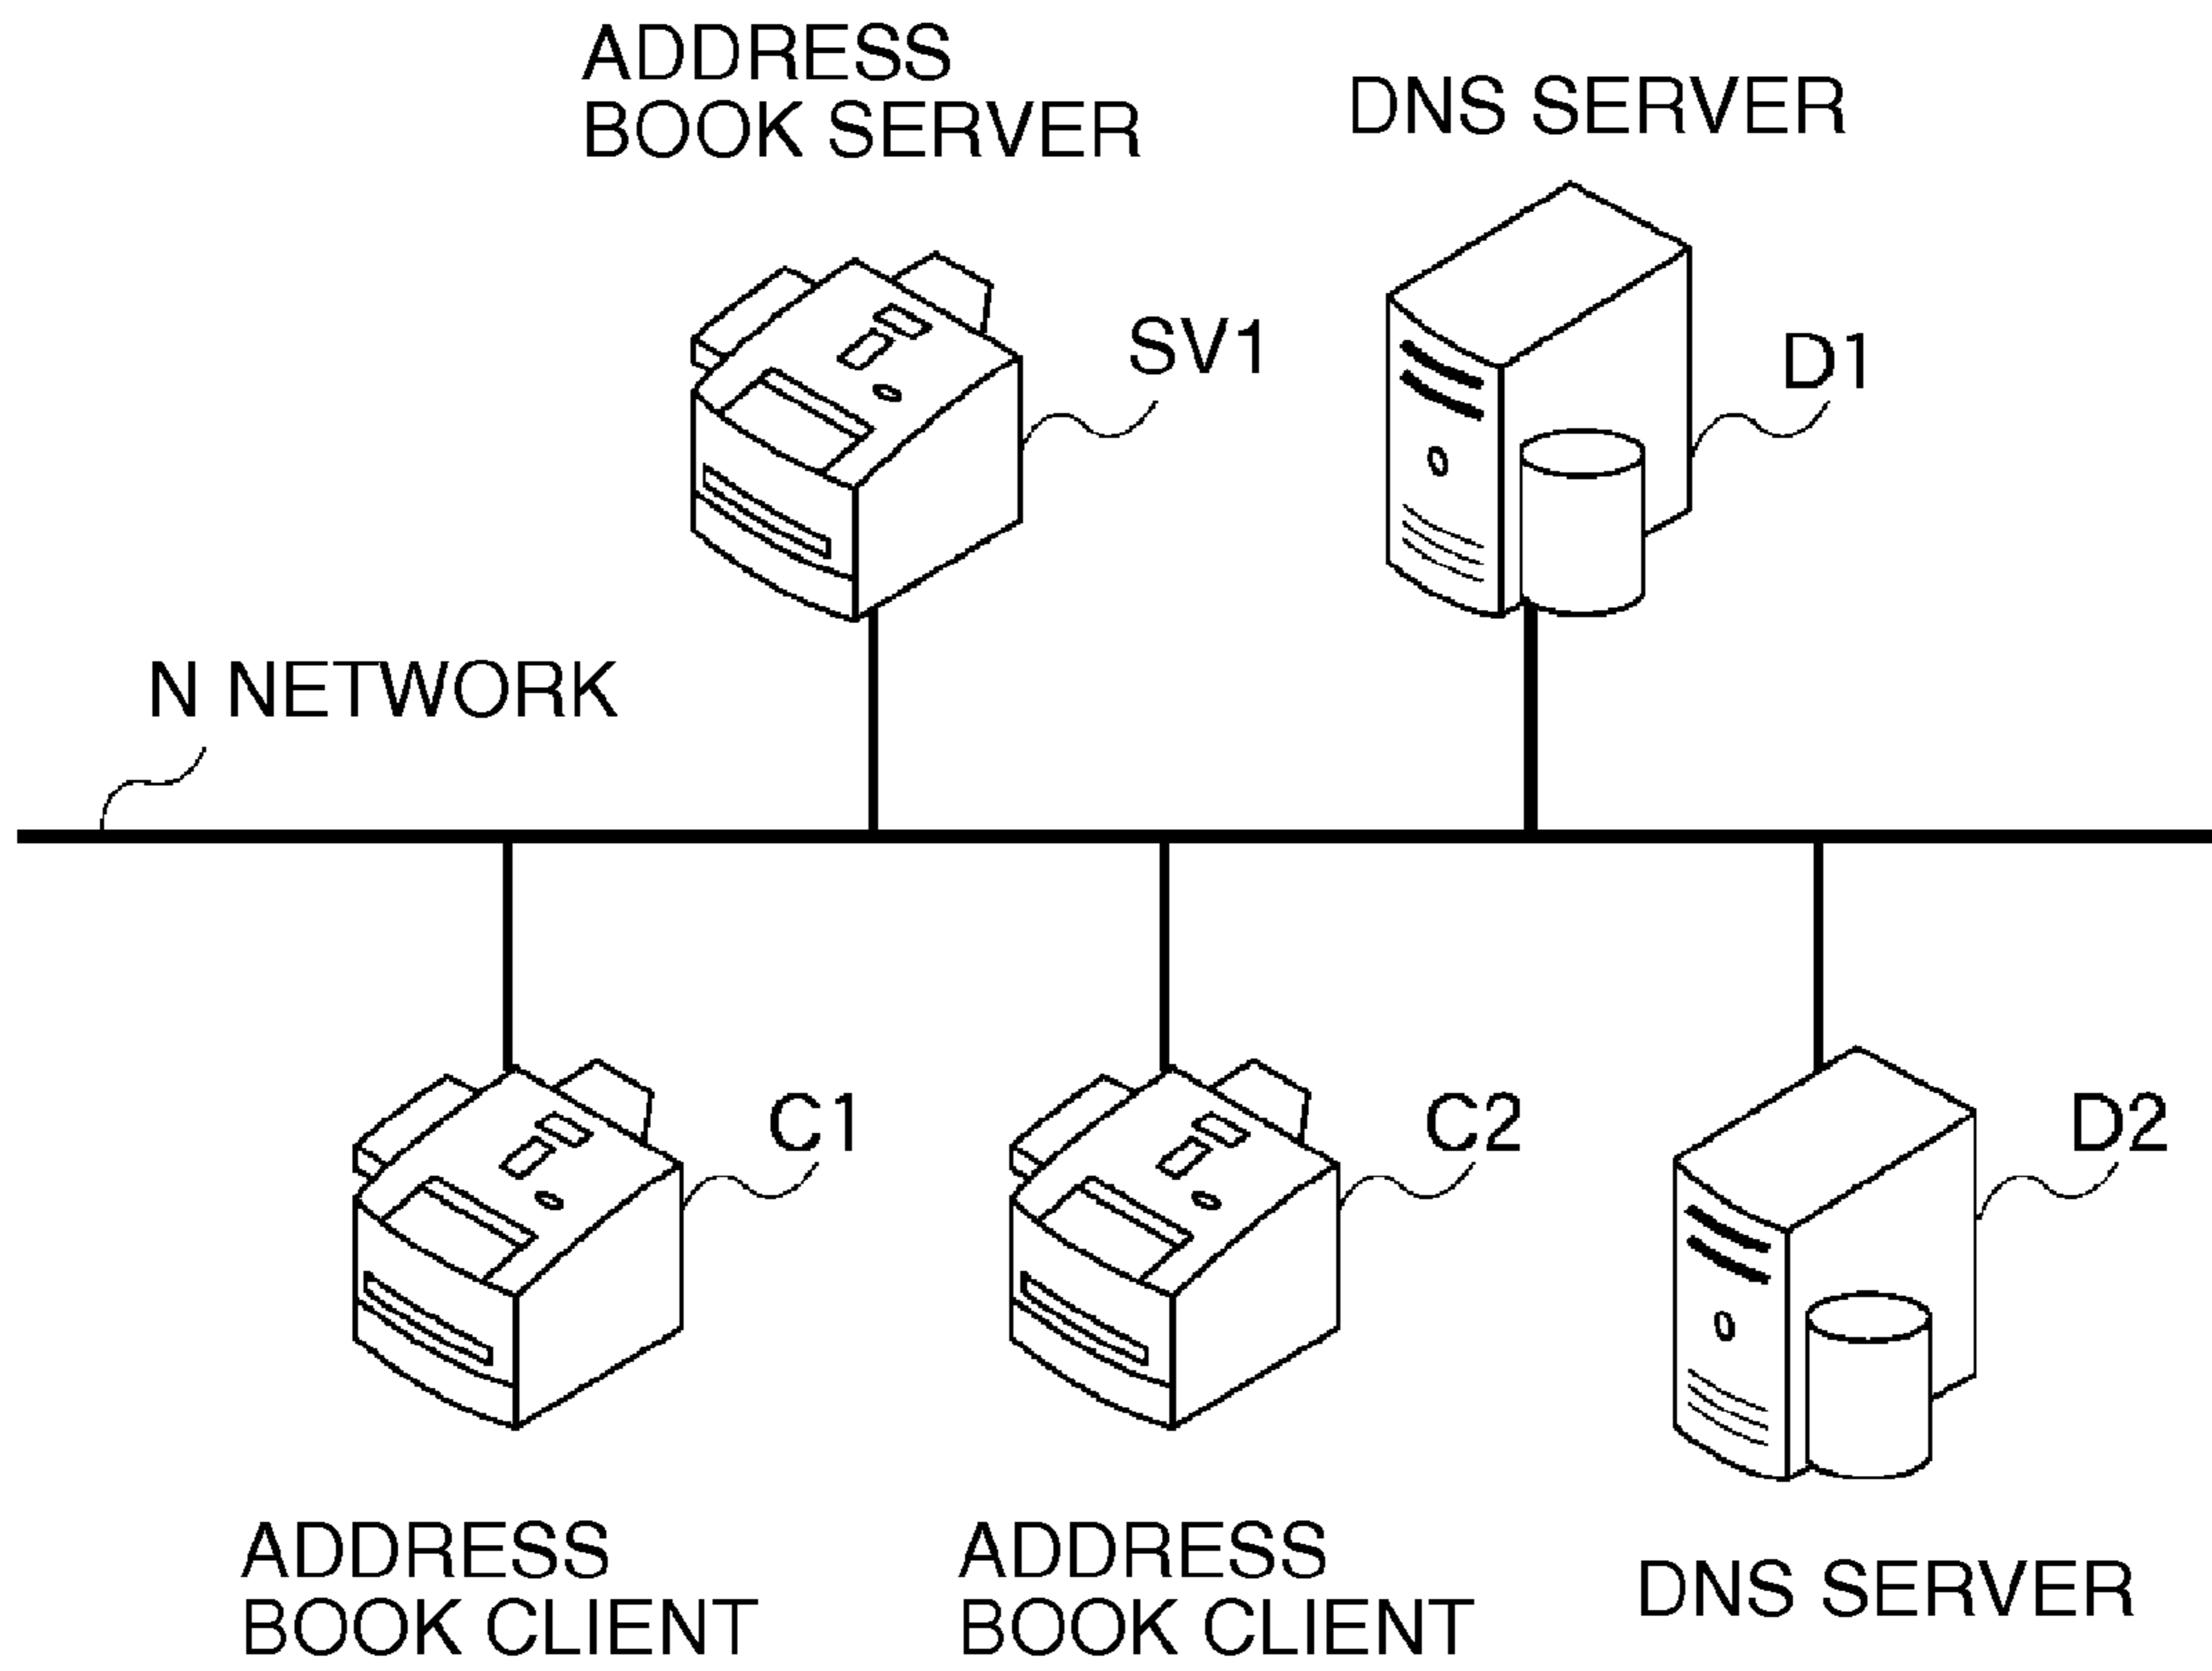 ADDRESS
BOOK SERVER
DNS SERVER
SV1
D1
N NETWORK
C1
C2
D2
ADDRESS
BOOK CLIENT
ADDRESS
BOOK CLIENT
DNS SERVER